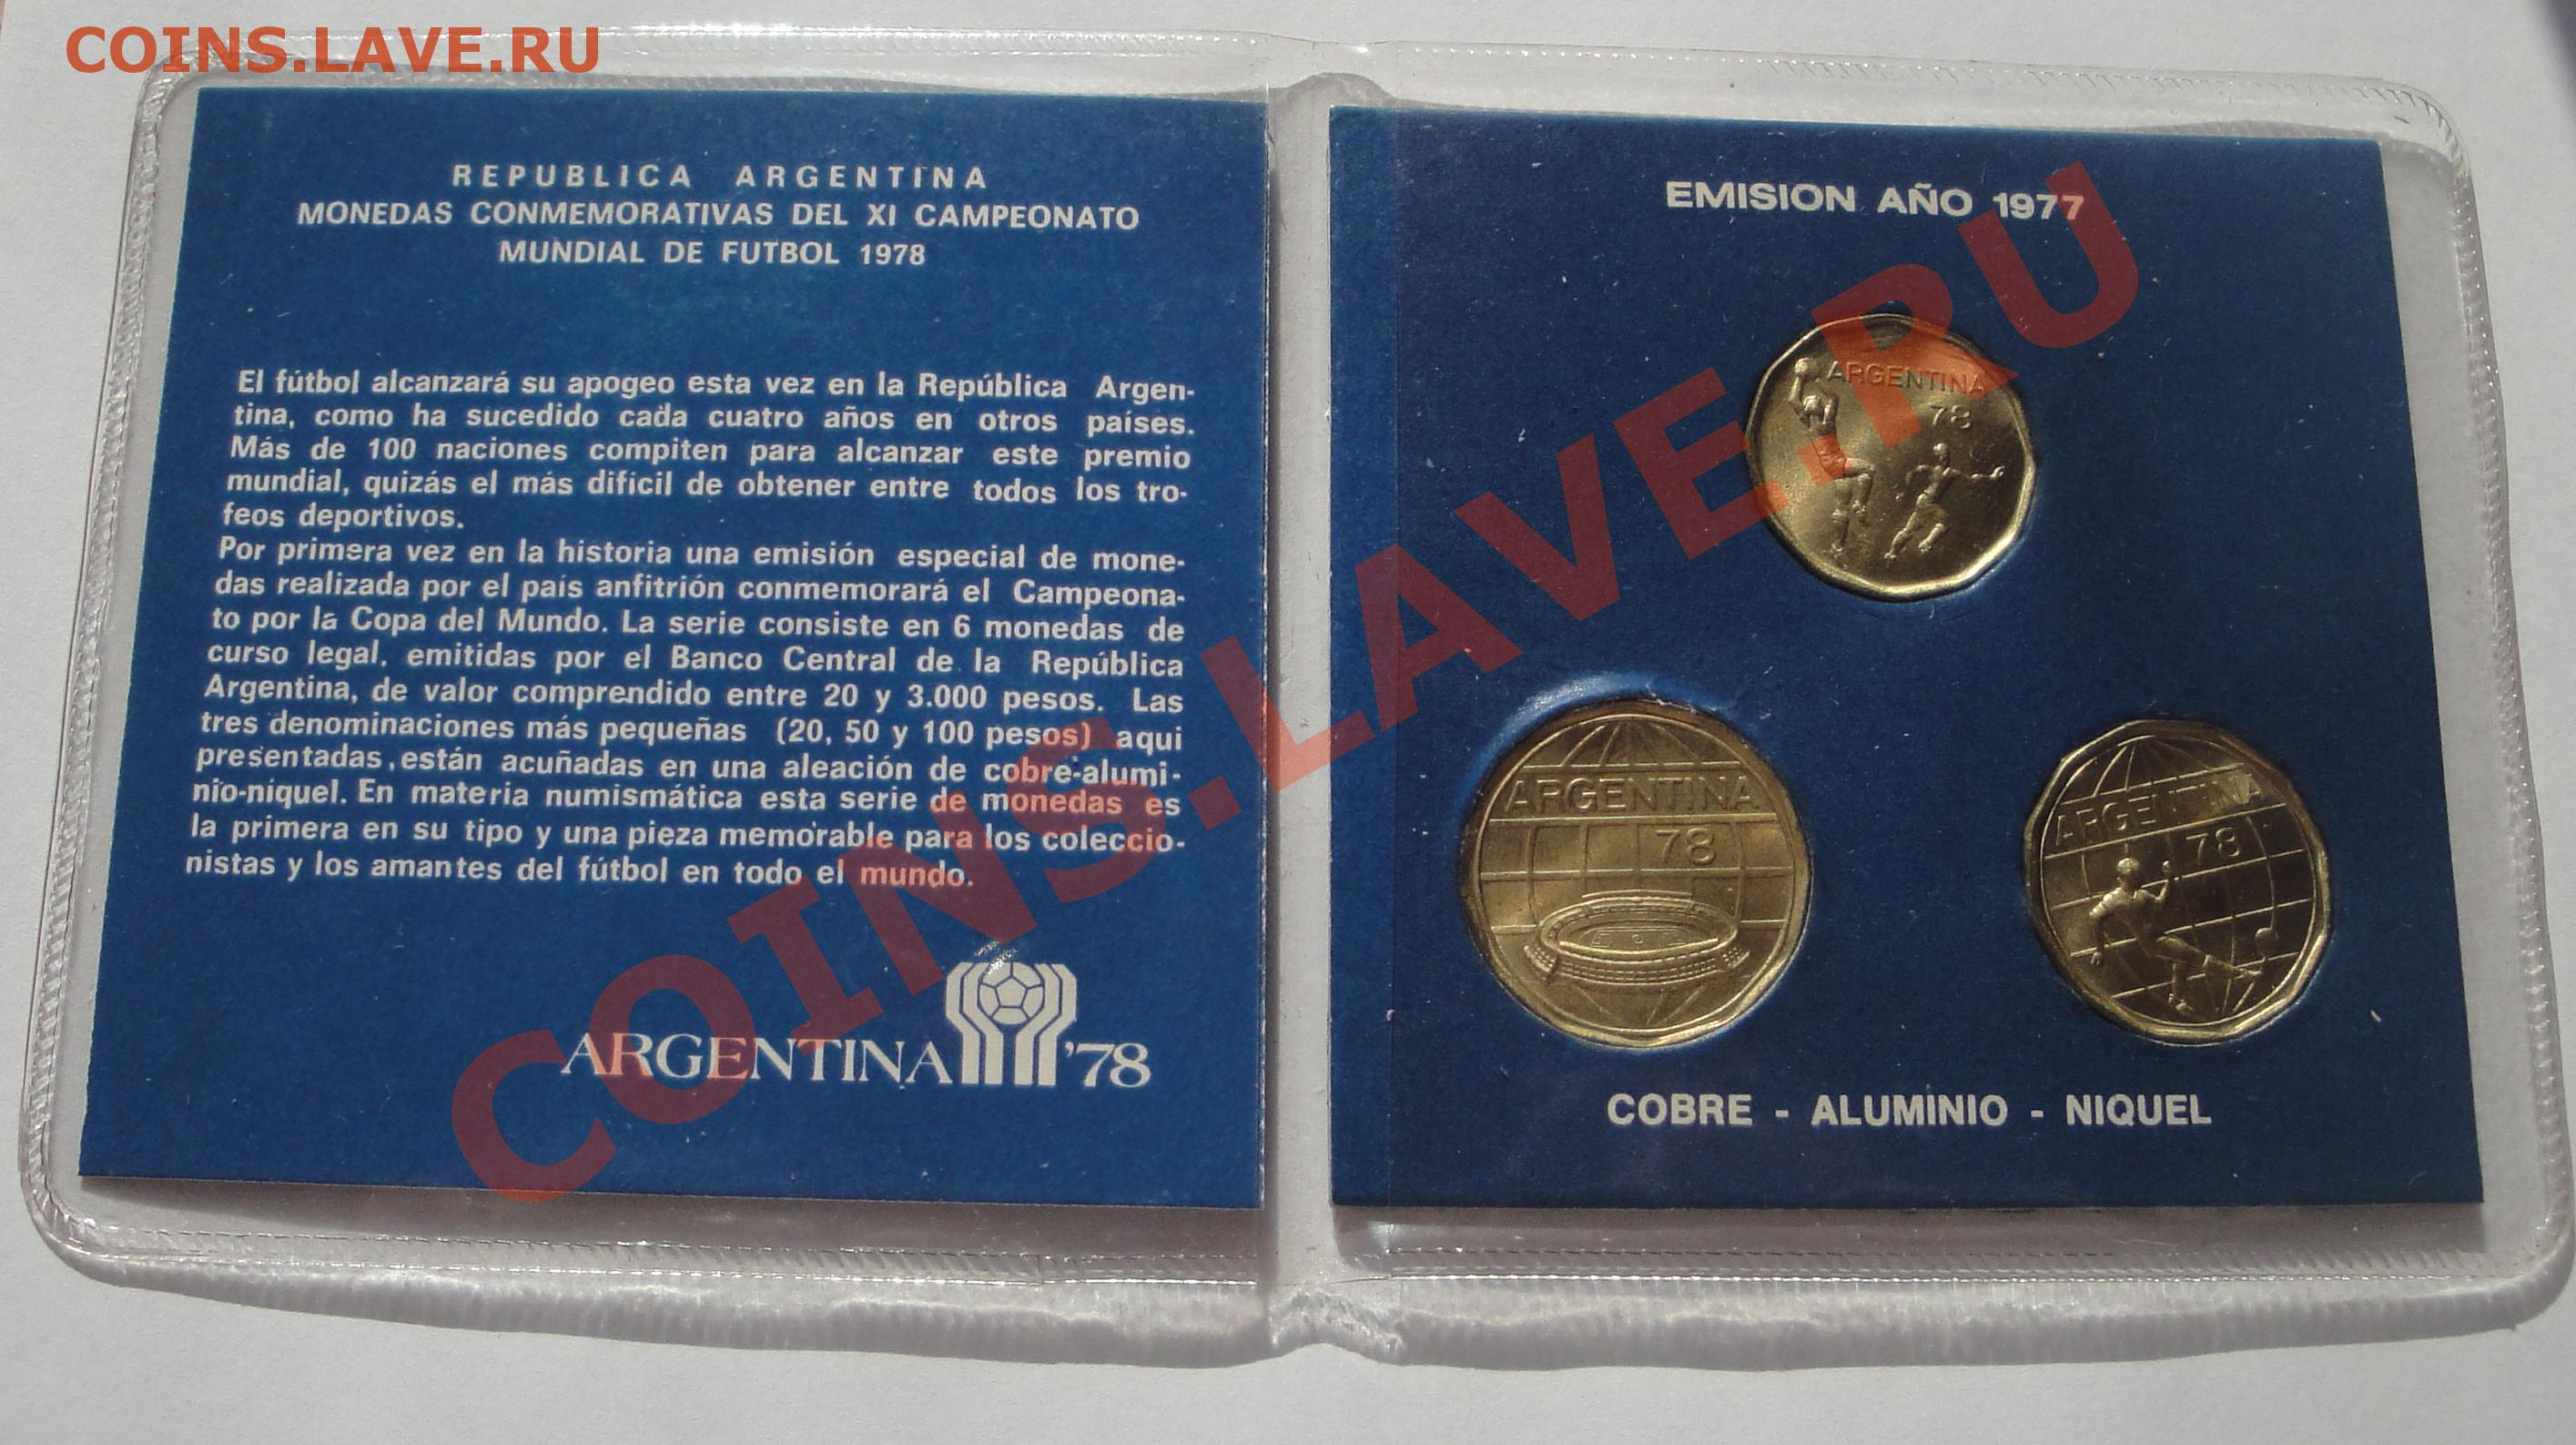 COINS.LAVE.RU
REPUBLICA ARGENTINA
MONEDAS CONMEMORATIVAS DEL XI CAMPEONATO
MUNDIAL DE FUTBOL 1978
El fútbol alcanzará su apogeo esta vez en la República Argen-
tina, como ha sucedido cada cuatro años en otros países.
Más de 100 naciones compiten para alcanzar este premio
mundial, quizás el más difícil de obtener entre todos los tro-
feos deportivos.
Por primera vez en la historia una emisión especial de mone-
das realizada por el país anfitrión conmemorará el Campeona-
to por la Copa del Mundo. La serie consiste en 6 monedas de
curso legal, emitidas por el Banco Central de la República
Argentina, de valor comprendido entre 20 y 3.000 pesos. Las
tres denominaciones más pequeñas (20, 50 y 100 pesos) aqui
presentadas, están acuñadas en una aleación de cobre-alumi-
nio-níquel. En materia numismática esta serie de monedas es
la primera en su tipo y una pieza memorable para los coleccio-
nistas y los amantes del fútbol en todo el mundo.
ARGENTINA '78
EMISION AÑO 1977
ARGENTINA
78
ARGENTINA
78
ARGENTINA
78
COBRE - ALUMINIO - NIQUEL
COINS.LAVE.RU